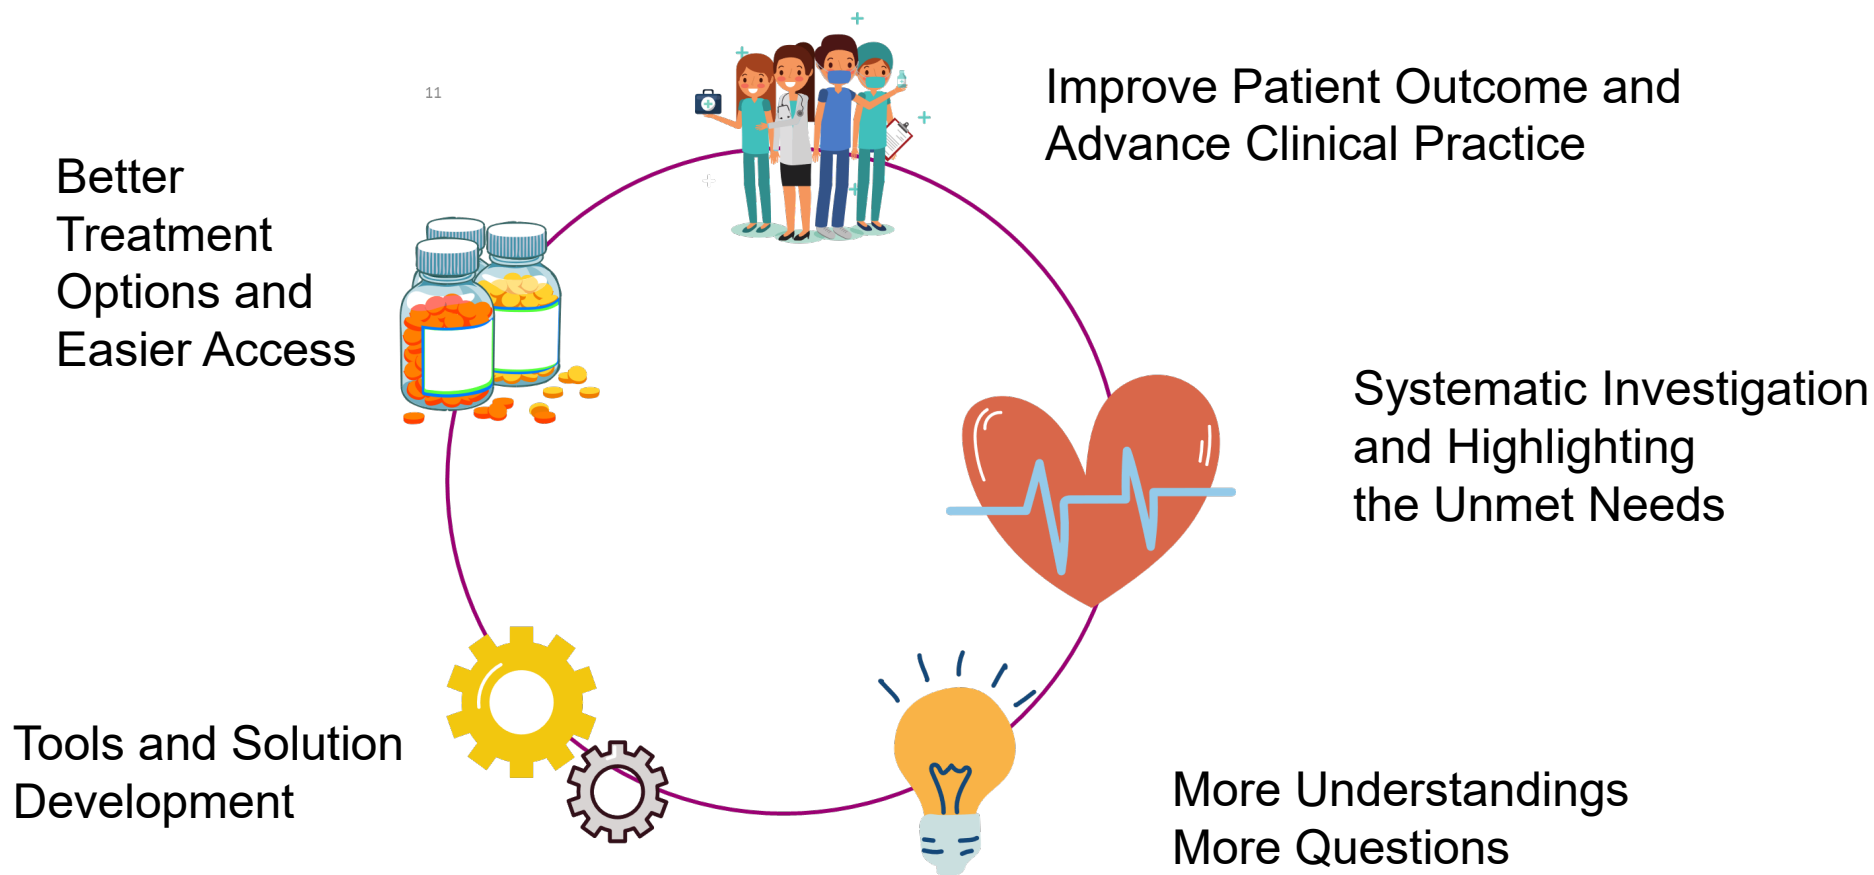 11
Improve Patient Outcome and
Advance Clinical Practice
Better
Treatment
Options and
Easier Access
Systematic Investigation
and Highlighting
the Unmet Needs
Tools and Solution
Development
More Understandings
More Questions